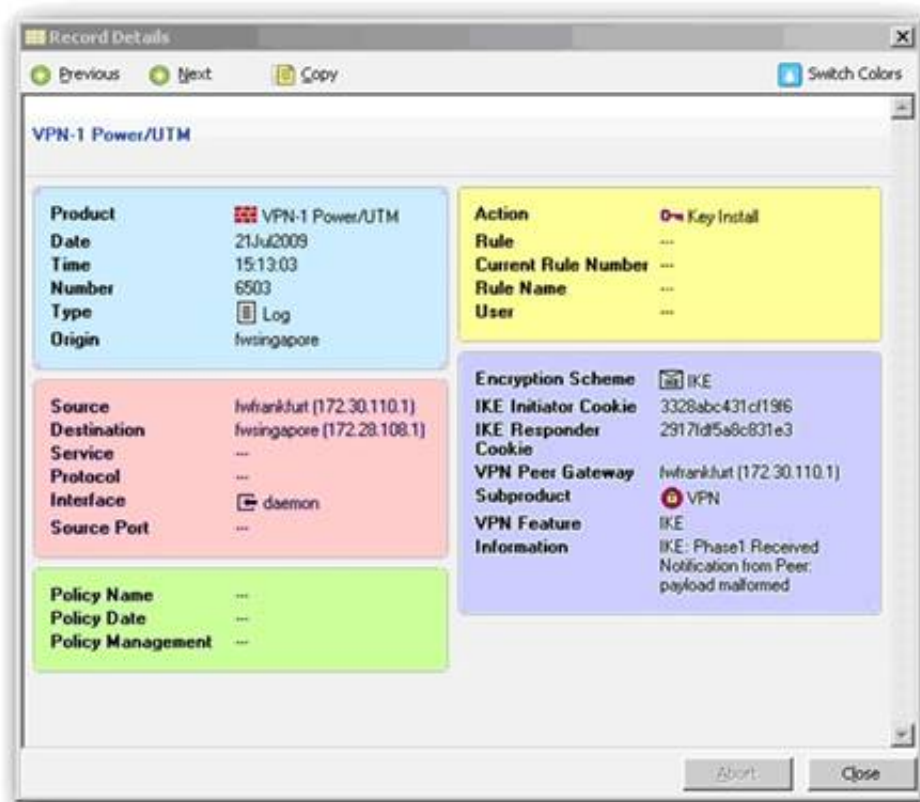 Record Details
Previous Next Copy Switch Colors
VPN-1 Power/UTM
Product VPN-1 Power/UTM
Date 21Jul2009
Time 15:13:03
Number 6503
Type Log
Origin fwsingapore
Source fwfrankfurt (172.30.110.1)
Destination fwsingapore (172.28.108.1)
Service ---
Protocol ---
Interface daemon
Source Port ---
Policy Name ---
Policy Date ---
Policy Management ---
Action Key Install
Rule ---
Current Rule Number ---
Rule Name ---
User ---
Encryption Scheme IKE
IKE Initiator Cookie 3328abc431cf19f6
IKE Responder Cookie 2917fdf5a8c831e3
VPN Peer Gateway fwfrankfurt (172.30.110.1)
Subproduct VPN
VPN Feature IKE
Information IKE: Phase1 Received
Notification from Peer:
payload malformed
Abort Close